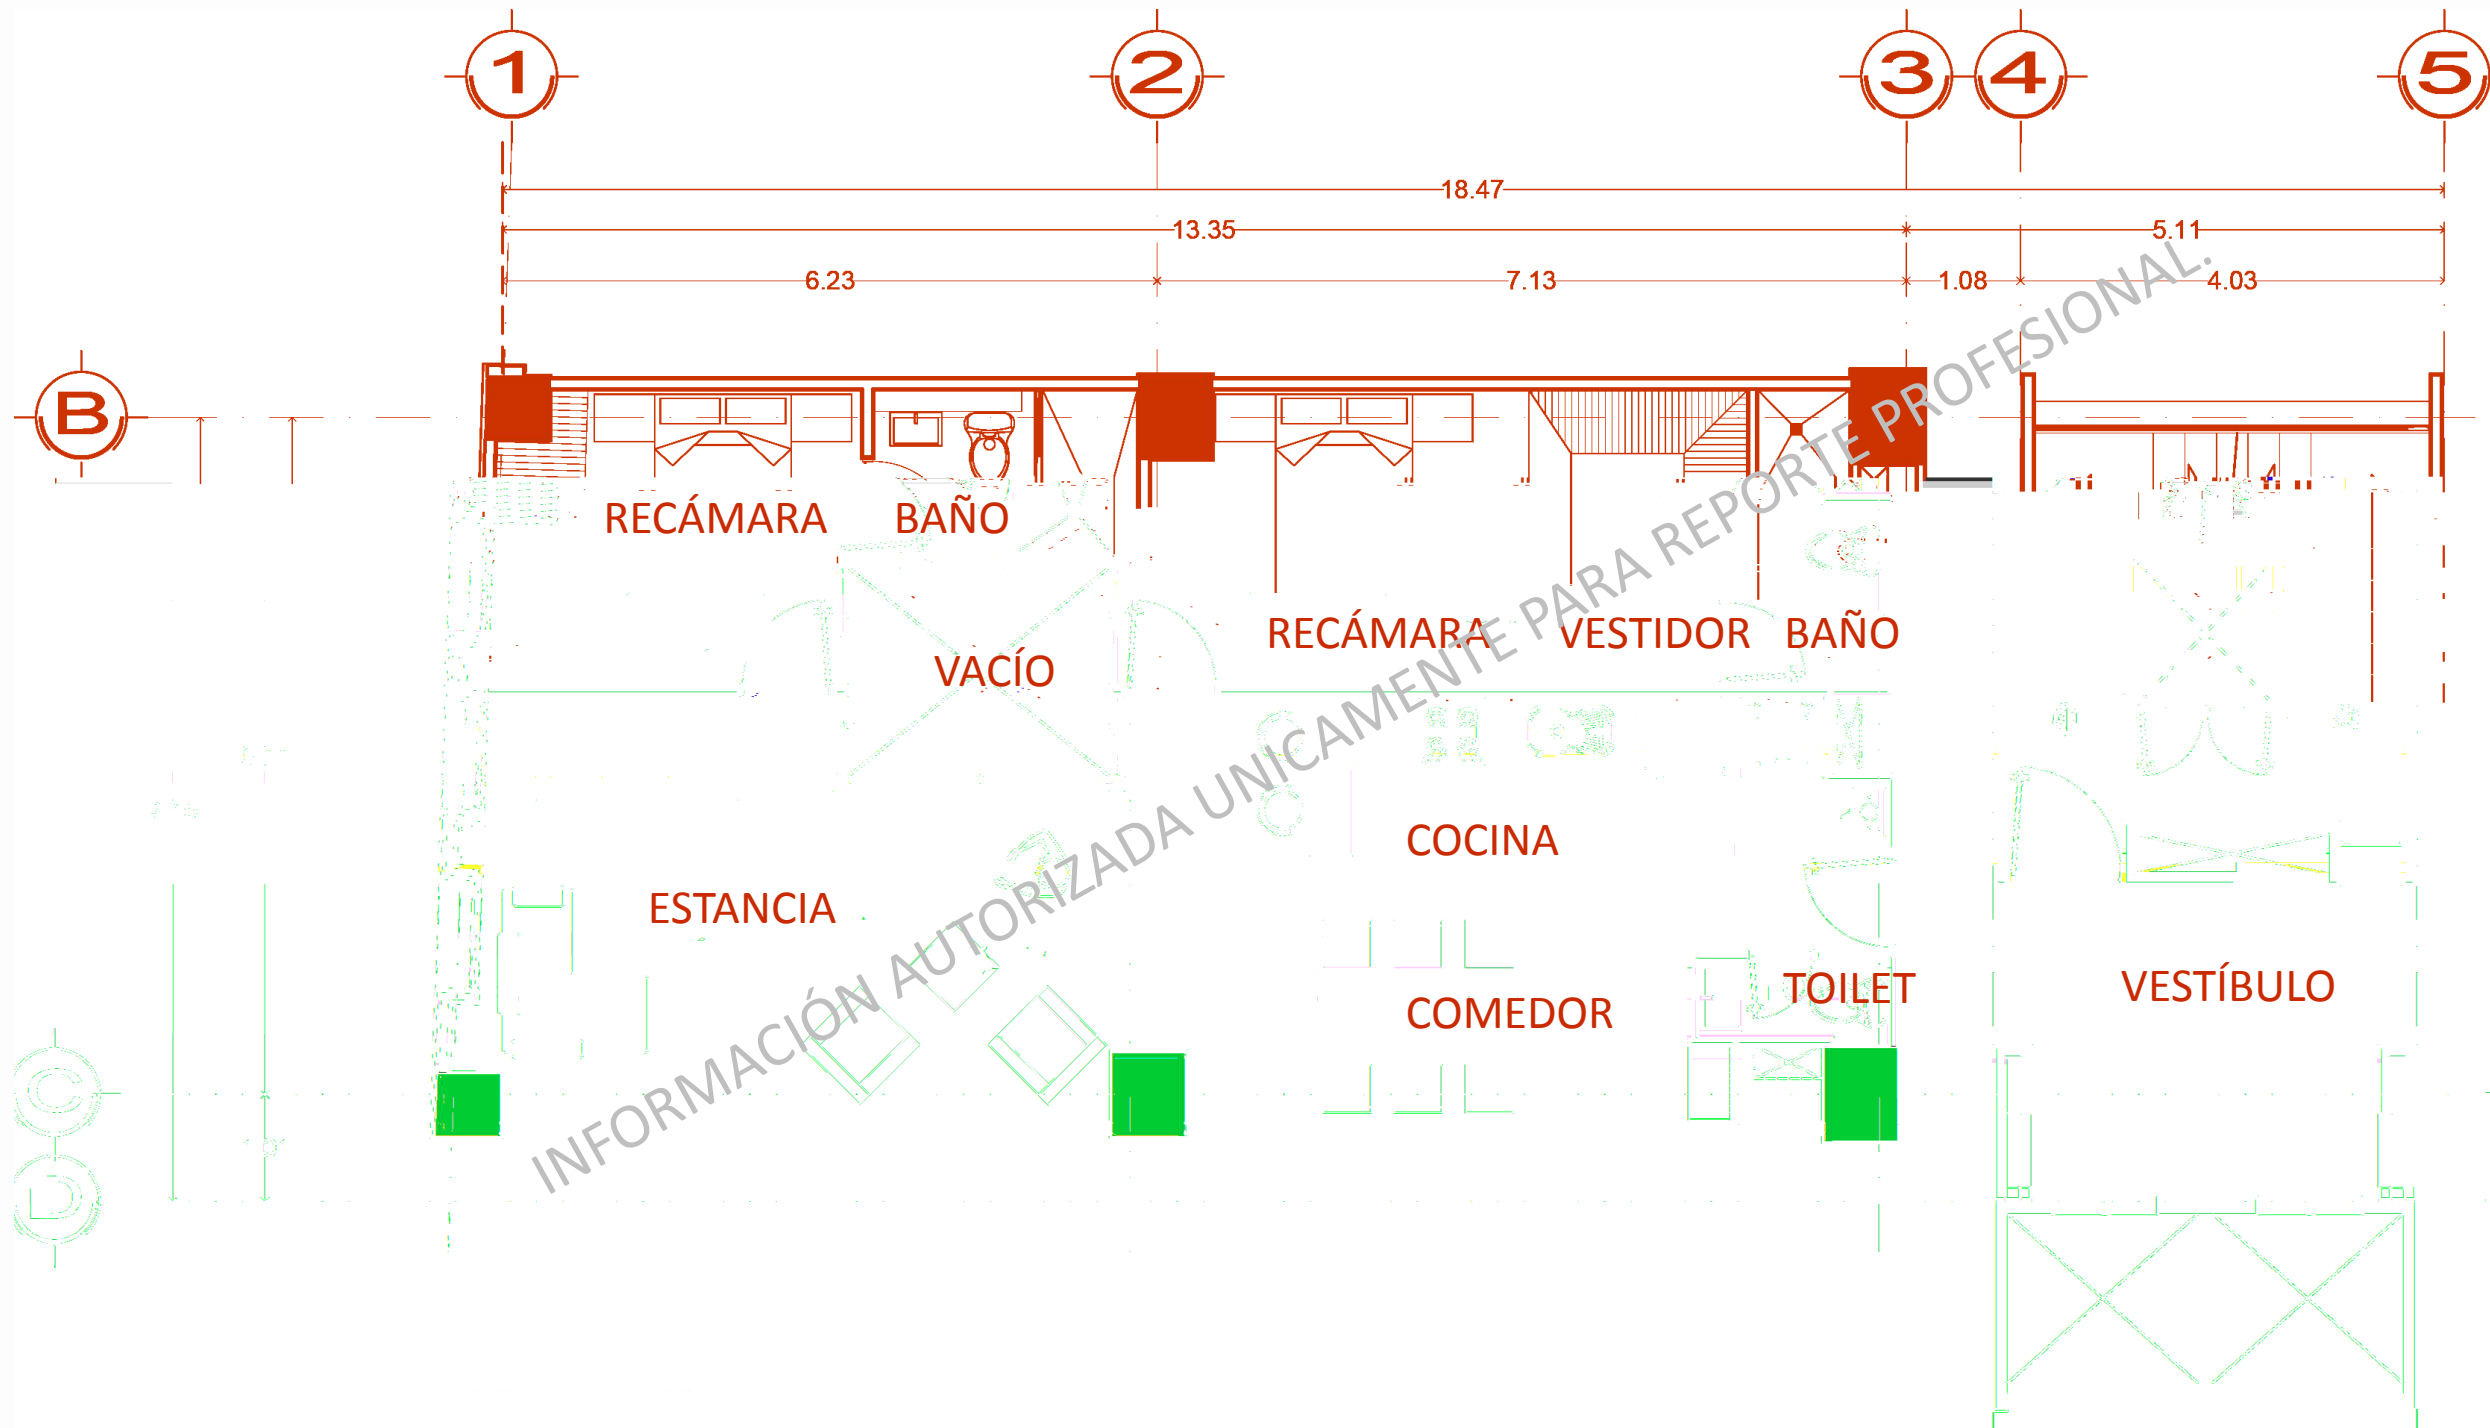 1 2 3 4 5
18.47
13.35 5.11
6.23 7.13 1.08 4.03
B
RECÁMARA BAÑO
RECÁMARA VESTIDOR BAÑO
VACÍO
COCINA
ESTANCIA
TOILET VESTÍBULO
COMEDOR
C
D
INFORMACIÓN AUTORIZADA UNICAMENTE PARA REPORTE PROFESIONAL.